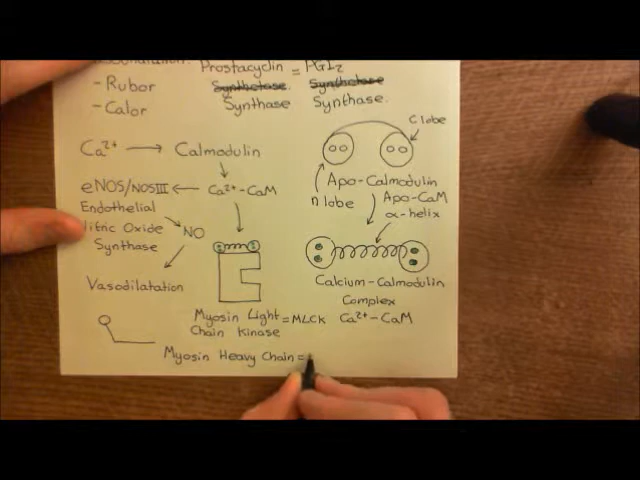 Prostacyclin = PGI2
- Rubor
Synthetase. Synthetase
- Calor
Synthase Synthase.
C lobe
Ca2+ → Calmodulin
Apo-Calmodulin
eNOS/NOSIII ← Ca2+-CaM
n lobe
Apo-CaM
Endothelial
α-helix
Nitric Oxide
NO
Synthase
Vasodilatation
Calcium-Calmodulin
Complex
Myosin Light = MLCK
Chain Kinase
Ca2+-CaM
Myosin Heavy Chain =